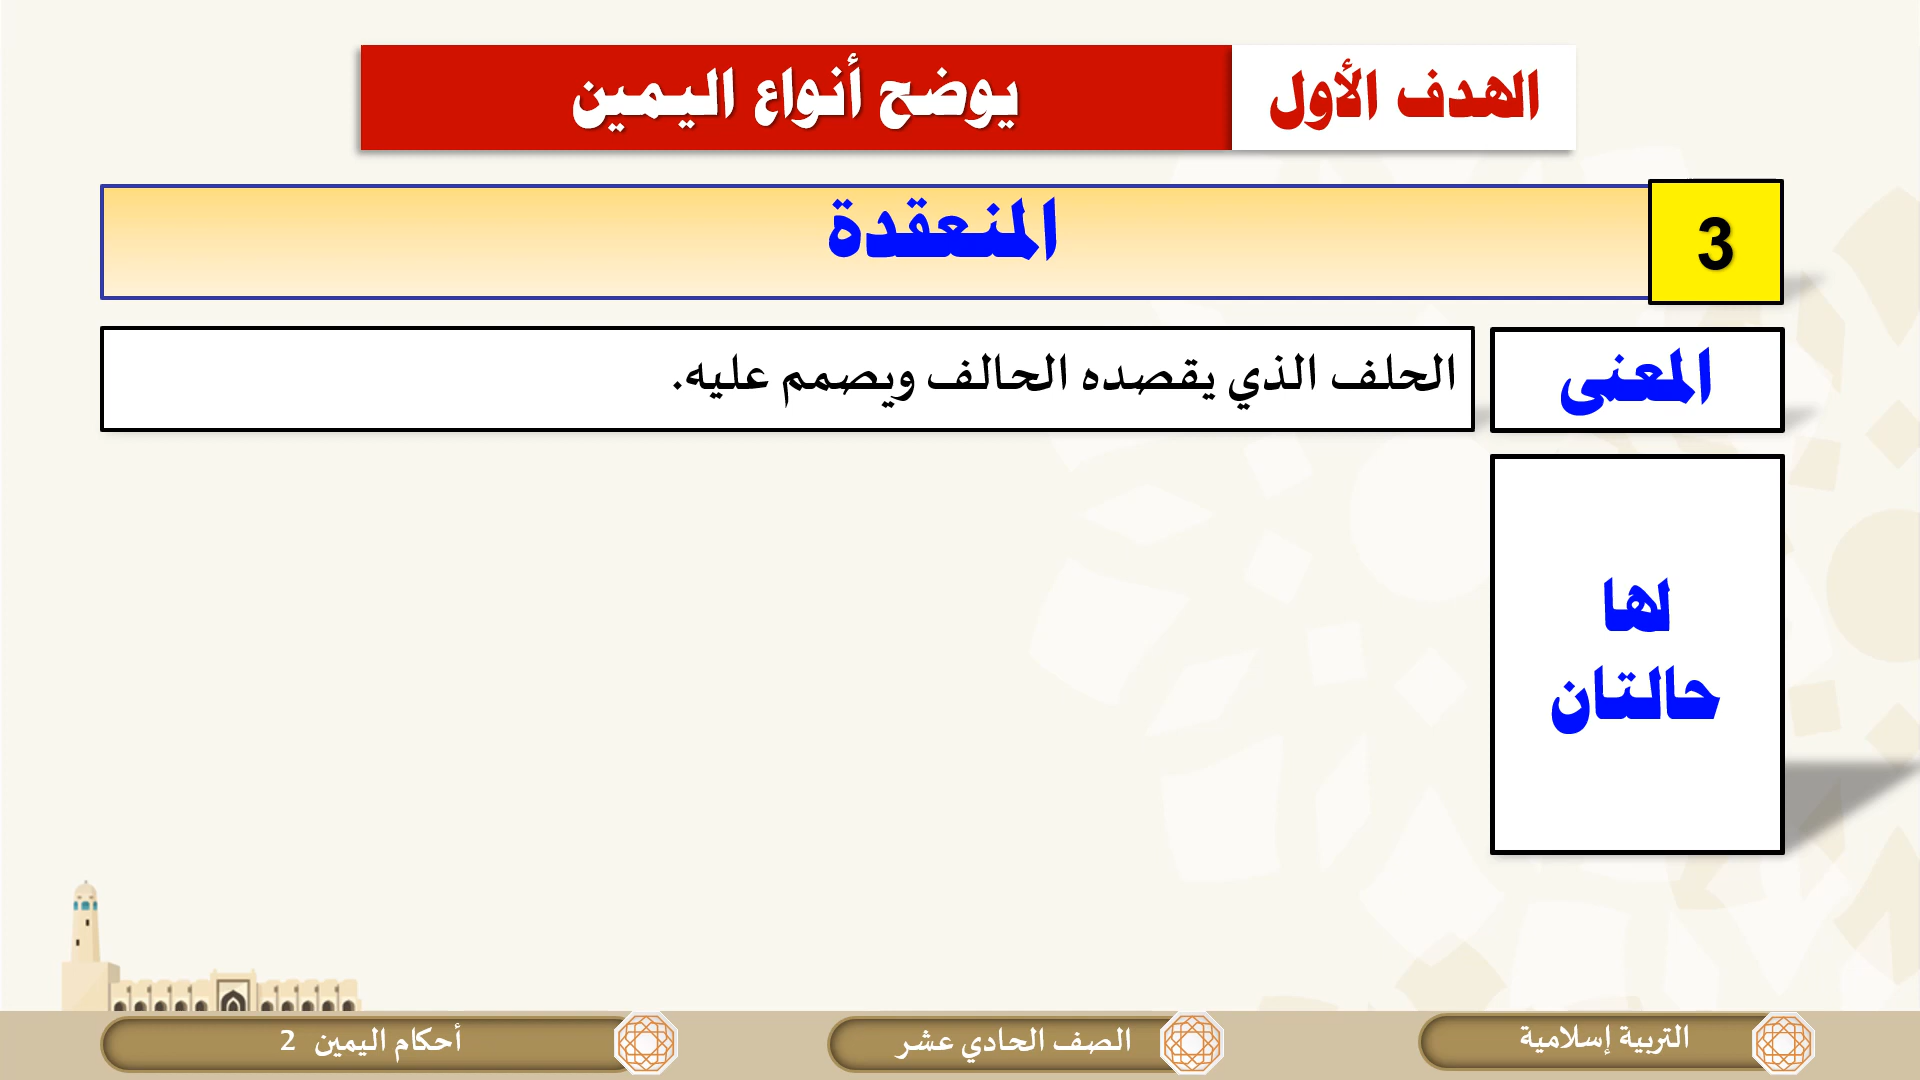 الهدف الأول
يوضح أنواع اليمين
3
المنعقدة
المعنى
الحلف الذي يقصده الحالف ويصمم عليه.
لها
حالتان
التربية إسلامية
الصف الحادي عشر
أحكام اليمين 2